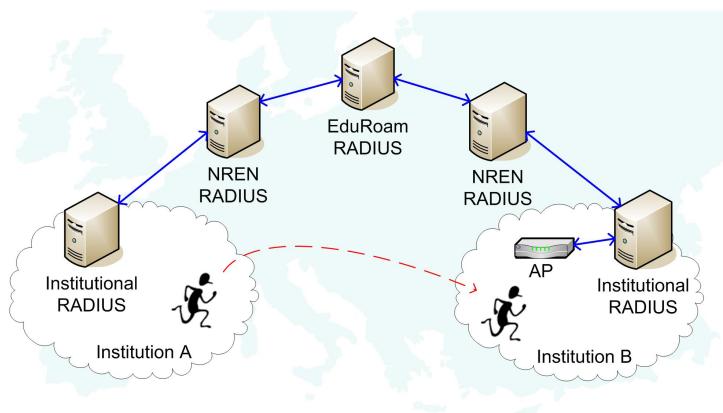 EduRoam
RADIUS
NREN
RADIUS
NREN
RADIUS
Institutional
RADIUS
Institution A
AP
Institutional
RADIUS
Institution B